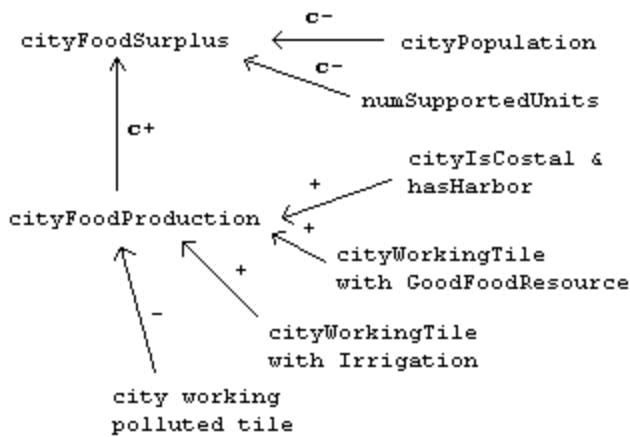 c-
cityFoodSurplus
cityPopulation
c-
numSupportedUnits
c+
cityIsCostal &
hasHarbor
+
cityFoodProduction
+
cityWorkingTile
with GoodFoodResource
+
-
cityWorkingTile
with Irrigation
city working
polluted tile